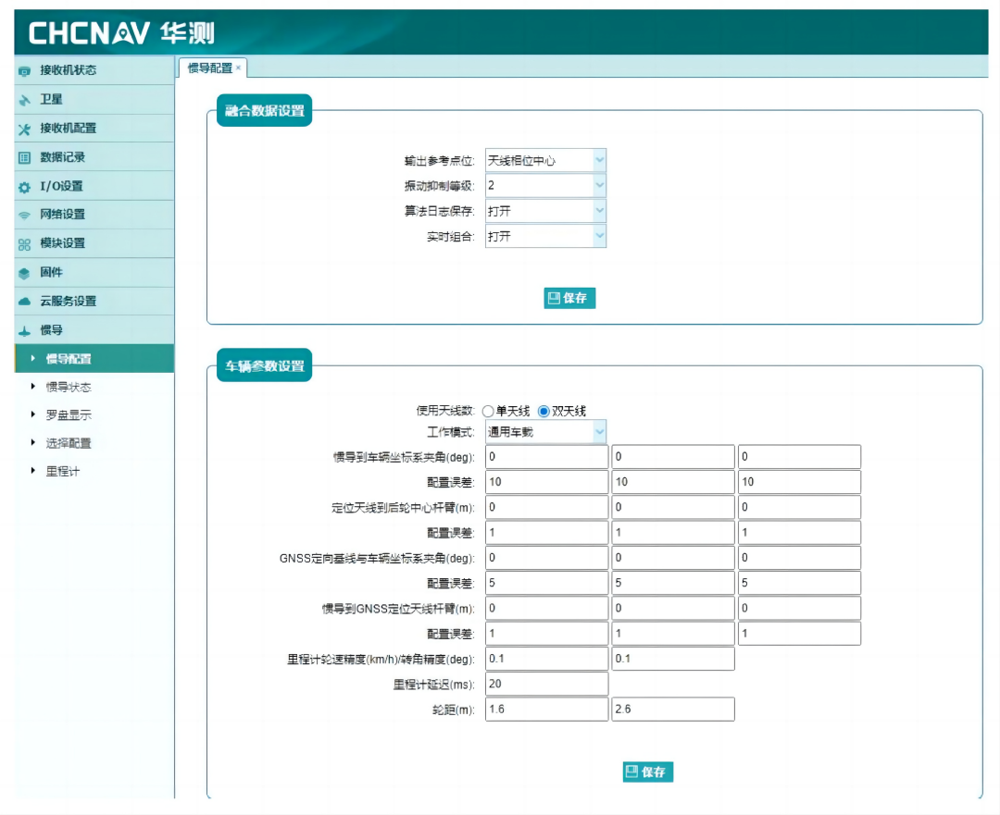 CHCNAV 华测
接收机状态
卫星
接收机配置
数据记录
I/O设置
网络设置
模块设置
固件
云服务设置
惯导
惯导配置
惯导状态
罗盘显示
选择配置
里程计
惯导配置 ×
融合数据设置
输出参考点位: 天线相位中心
振动抑制等级: 2
算法日志保存: 打开
实时组合: 打开
保存
车辆参数设置
使用天线数: 单天线 双天线
工作模式: 通用车载
惯导到车辆坐标系夹角(deg): 0 0 0
配置误差: 10 10 10
定位天线到后轮中心杆臂(m): 0 0 0
配置误差: 1 1 1
GNSS定向基线与车辆坐标系夹角(deg): 0 0 0
配置误差: 5 5 5
惯导到GNSS定位天线杆臂(m): 0 0 0
配置误差: 1 1 1
里程计轮速精度(km/h)/转角精度(deg): 0.1 0.1
里程计延迟(ms): 20
轮距(m): 1.6 2.6
保存